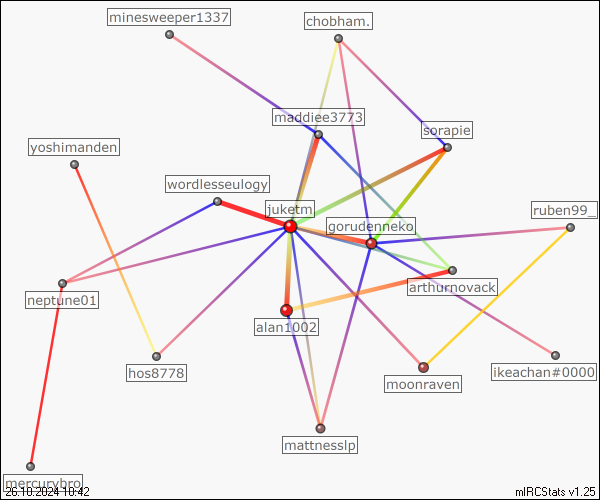 minesweeper1337
chobham.
maddiee3773
sorapie
yoshimanden
wordlesseulogy
juketm
ruben99_
gorudenneko
arthurnovack
neptune01
alan1002
hos8778
moonraven
ikeachan#0000
mattnesslp
mercurybro
26.10.2024 10:42
mIRCStats v1.25